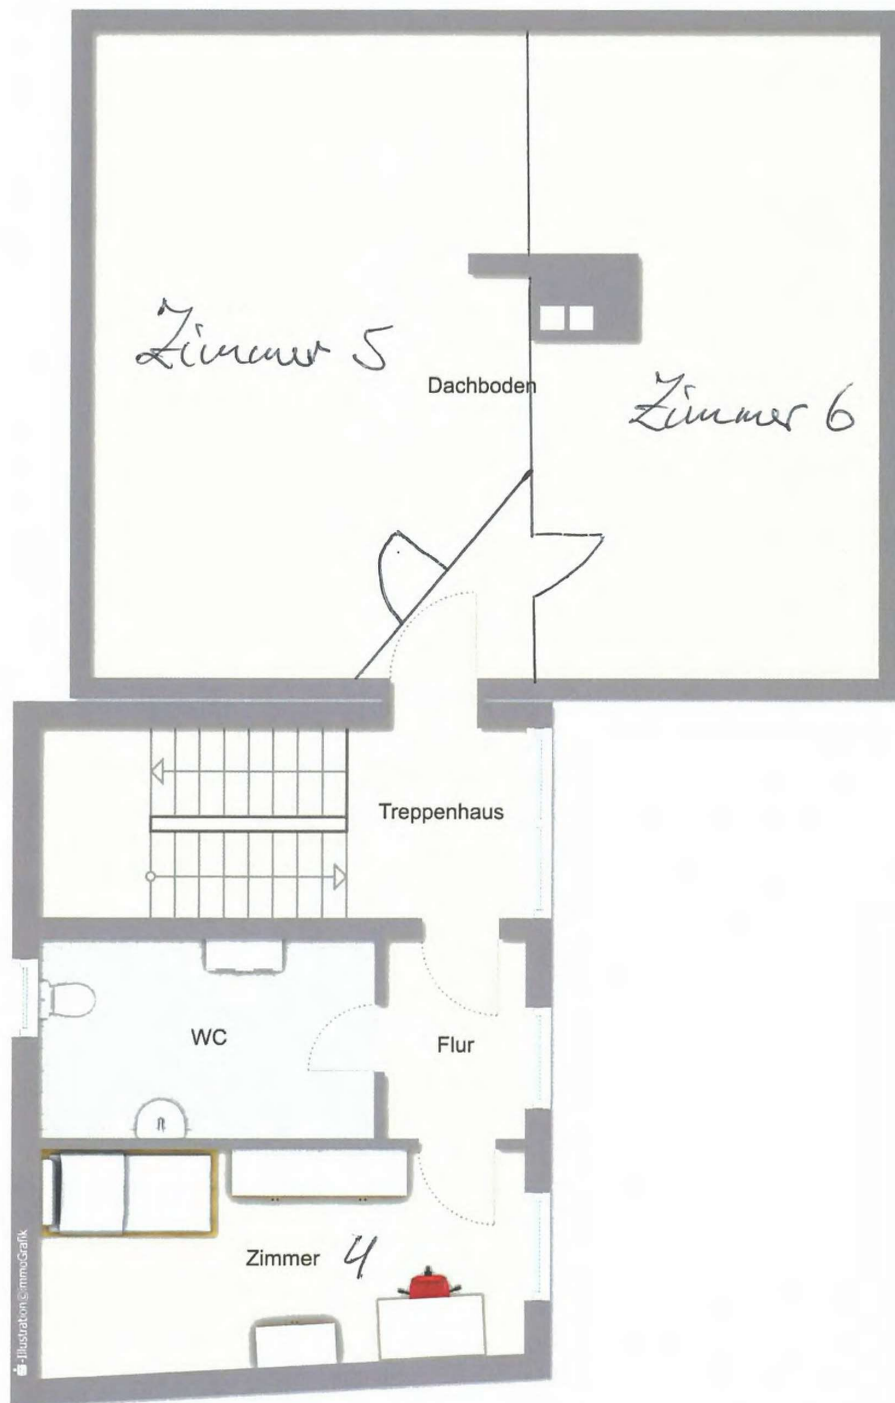 Zimmer 5
Dachboden
Zimmer 6
Treppenhaus
WC
Flur
Zimmer 4
-Illustration©immoGrafik